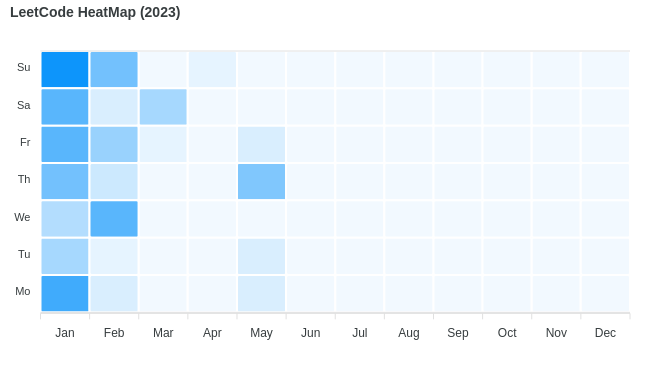 LeetCode HeatMap (2023)
Su
Sa
Fr
Th
We
Tu
Mo
Jan Feb Mar Apr May Jun Jul Aug Sep Oct Nov Dec